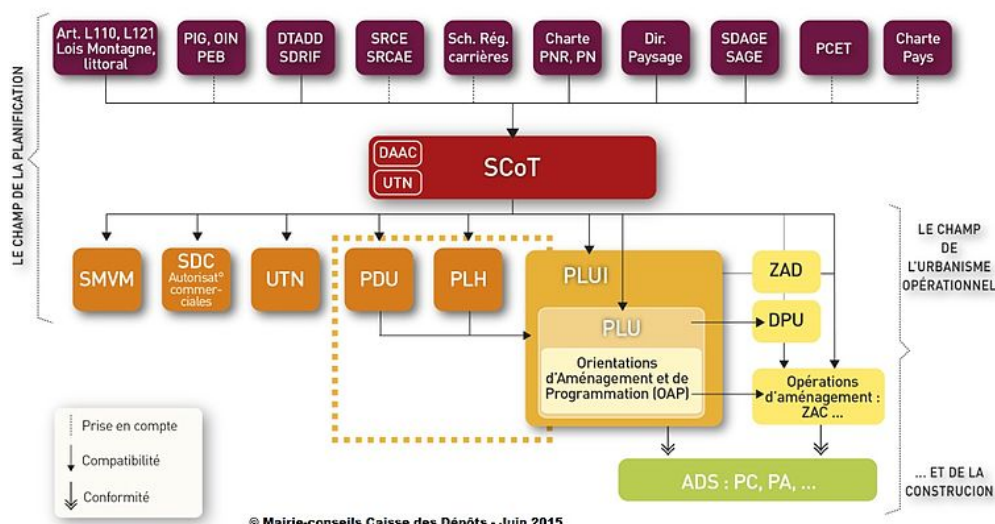 Art. L110, L121
Lois Montagne,
littoral
PIG, OIN
PEB
DTADD
SDRIF
SRCE
SRCAE
Sch. Rég.
carrières
Charte
PNR, PN
Dir.
Paysage
SDAGE
SAGE
PCET
Charte
Pays
LE CHAMP DE LA PLANIFICATION
DAAC
UTN
SCoT
SMVM
SDC
Autorisat°
commer-
ciales
UTN
PDU
PLH
PLUI
PLU
Orientations
d'Aménagement et de
Programmation (OAP)
ZAD
DPU
Opérations
d'aménagement :
ZAC ...
LE CHAMP
DE
L'URBANISME
OPÉRATIONNEL
Prise en compte
Compatibilité
Conformité
ADS : PC, PA, ...
... ET DE LA
CONSTRUCION
© Mairie-conseils Caisse des Dépôts - Juin 2015